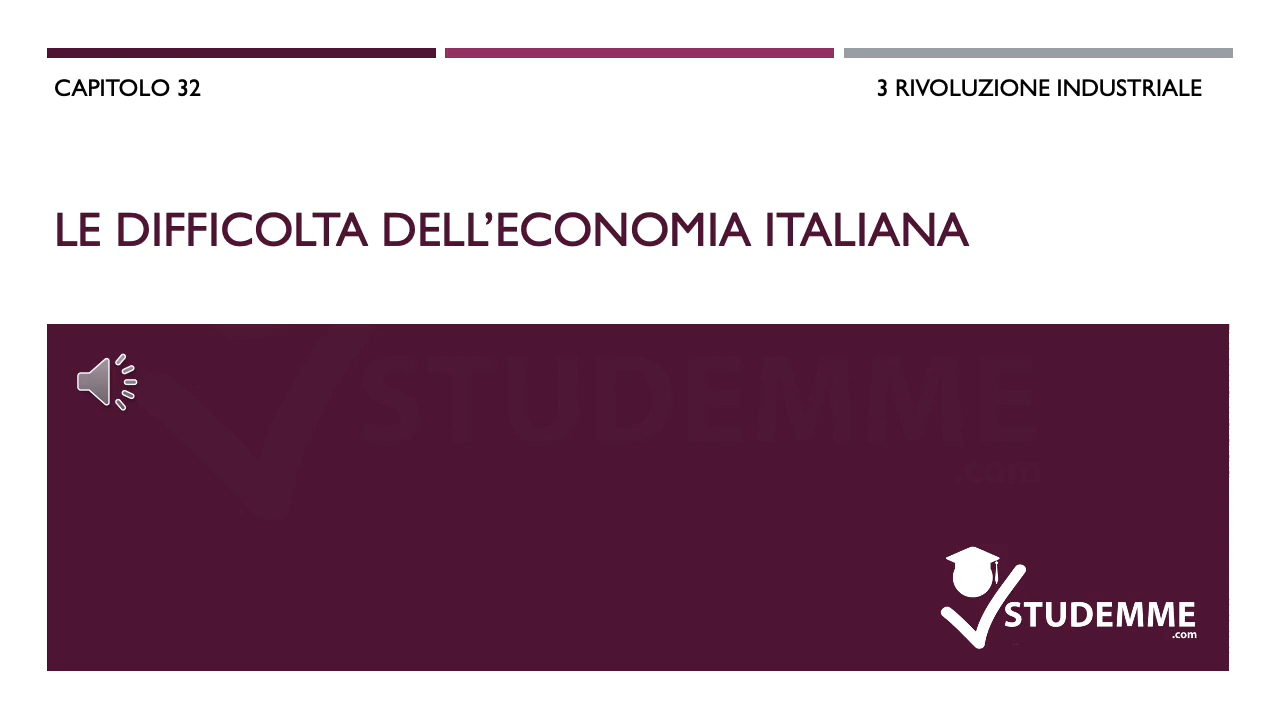 CAPITOLO 32
3 RIVOLUZIONE INDUSTRIALE
LE DIFFICOLTA DELL’ECONOMIA ITALIANA
STUDEMME
.com
STUDEMME
.com